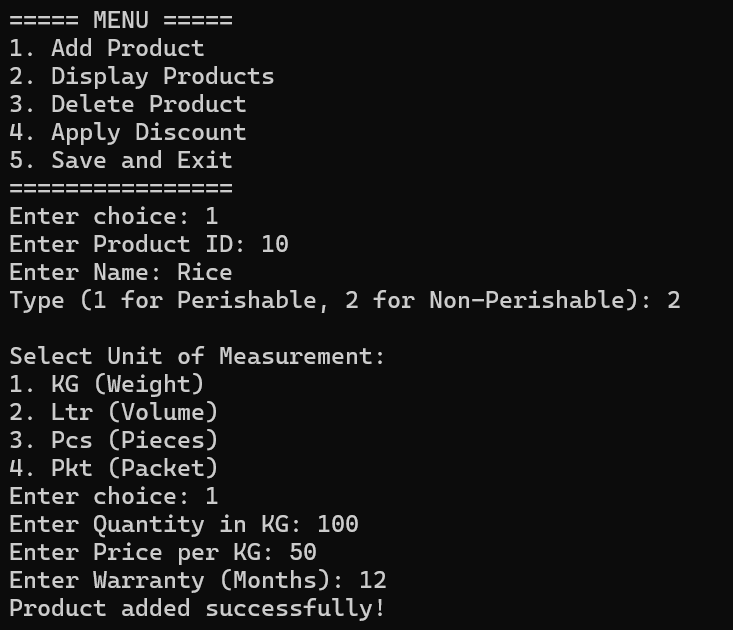 ===== MENU =====
1. Add Product
2. Display Products
3. Delete Product
4. Apply Discount
5. Save and Exit
================
Enter choice: 1
Enter Product ID: 10
Enter Name: Rice
Type (1 for Perishable, 2 for Non-Perishable): 2
Select Unit of Measurement:
1. KG (Weight)
2. Ltr (Volume)
3. Pcs (Pieces)
4. Pkt (Packet)
Enter choice: 1
Enter Quantity in KG: 100
Enter Price per KG: 50
Enter Warranty (Months): 12
Product added successfully!